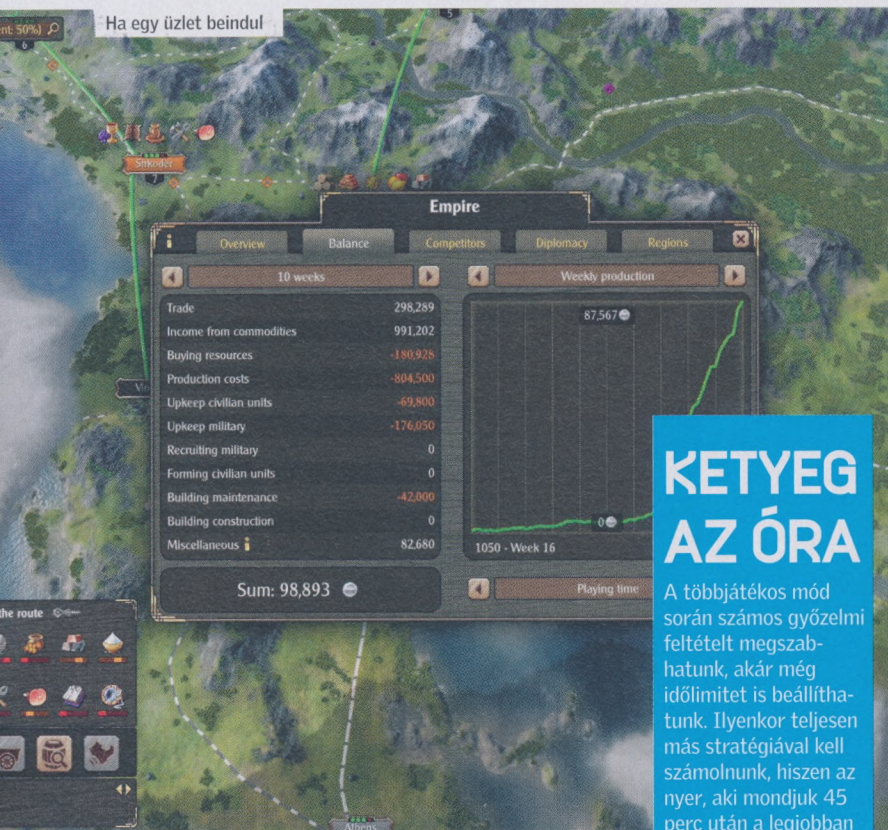 Ha egy üzlet beindul
50%)
6
5
Shkodër
7
Empire
Overview Balance Competitors Diplomacy Regions
10 weeks
Weekly production
Trade 298,289
Income from commodities 991,202
Buying resources -180,928
Production costs -804,500
Upkeep civilian units -69,800
Upkeep military -176,050
Recruiting military 0
Forming civilian units 0
Building maintenance -42,000
Building construction 0
Miscellaneous 82,680
Sum: 98,893
87,567
0
1050 - Week 16
Playing time
the route
Athens
KETYEG
AZ ÓRA
A többjátékos mód
során számos győzelmi
feltételt megszab-
hatunk, akár még
időlimitet is beállítha-
tunk. Ilyenkor teljesen
más stratégiával kell
számolnunk, hiszen az
nyer, aki mondjuk 45
perc után a legjobban